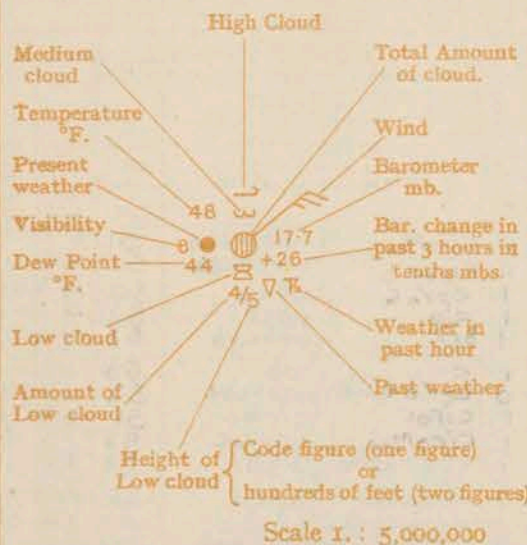 High Cloud
Medium
cloud
Total Amount
of cloud.
Temperature
°F.
Wind
Present
weather
Barometer
mb.
48
Visibility
8
17.7
Bar. change in
past 3 hours in
tenths mbs.
+26
Dew Point
°F.
44
4/5
Low cloud
Weather in
past hour
Amount of
Low cloud
Past weather
Height of
Low cloud
Code figure (one figure)
or
hundreds of feet (two figures)
Scale 1. : 5,000,000